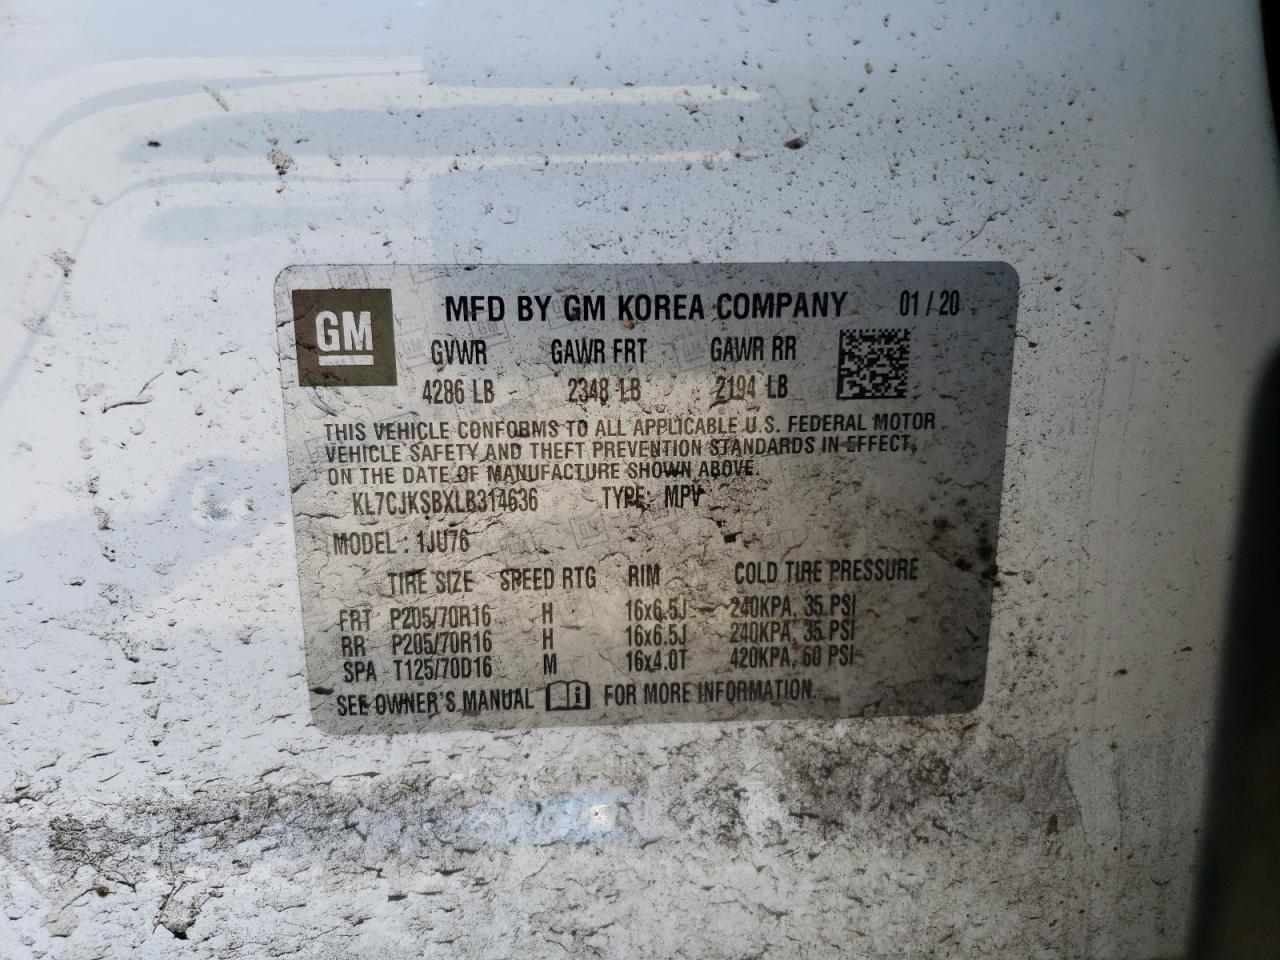 GM
MFD BY GM KOREA COMPANY 01 / 20
GVWR GAWR FRT GAWR RR
4286 LB 2348 LB 2194 LB
THIS VEHICLE CONFORMS TO ALL APPLICABLE U.S. FEDERAL MOTOR
VEHICLE SAFETY AND THEFT PREVENTION STANDARDS IN EFFECT,
ON THE DATE OF MANUFACTURE SHOWN ABOVE.
KL7CJKSBXLB314636 TYPE: MPV
MODEL : 1JU76
TIRE SIZE SPEED RTG RIM COLD TIRE PRESSURE
FRT P205/70R16 H 16x6.5J 240KPA, 35 PSI
RR P205/70R16 H 16x6.5J 240KPA, 35 PSI
SPA T125/70D16 M 16x4.0T 420KPA, 60 PSI
SEE OWNER'S MANUAL FOR MORE INFORMATION.